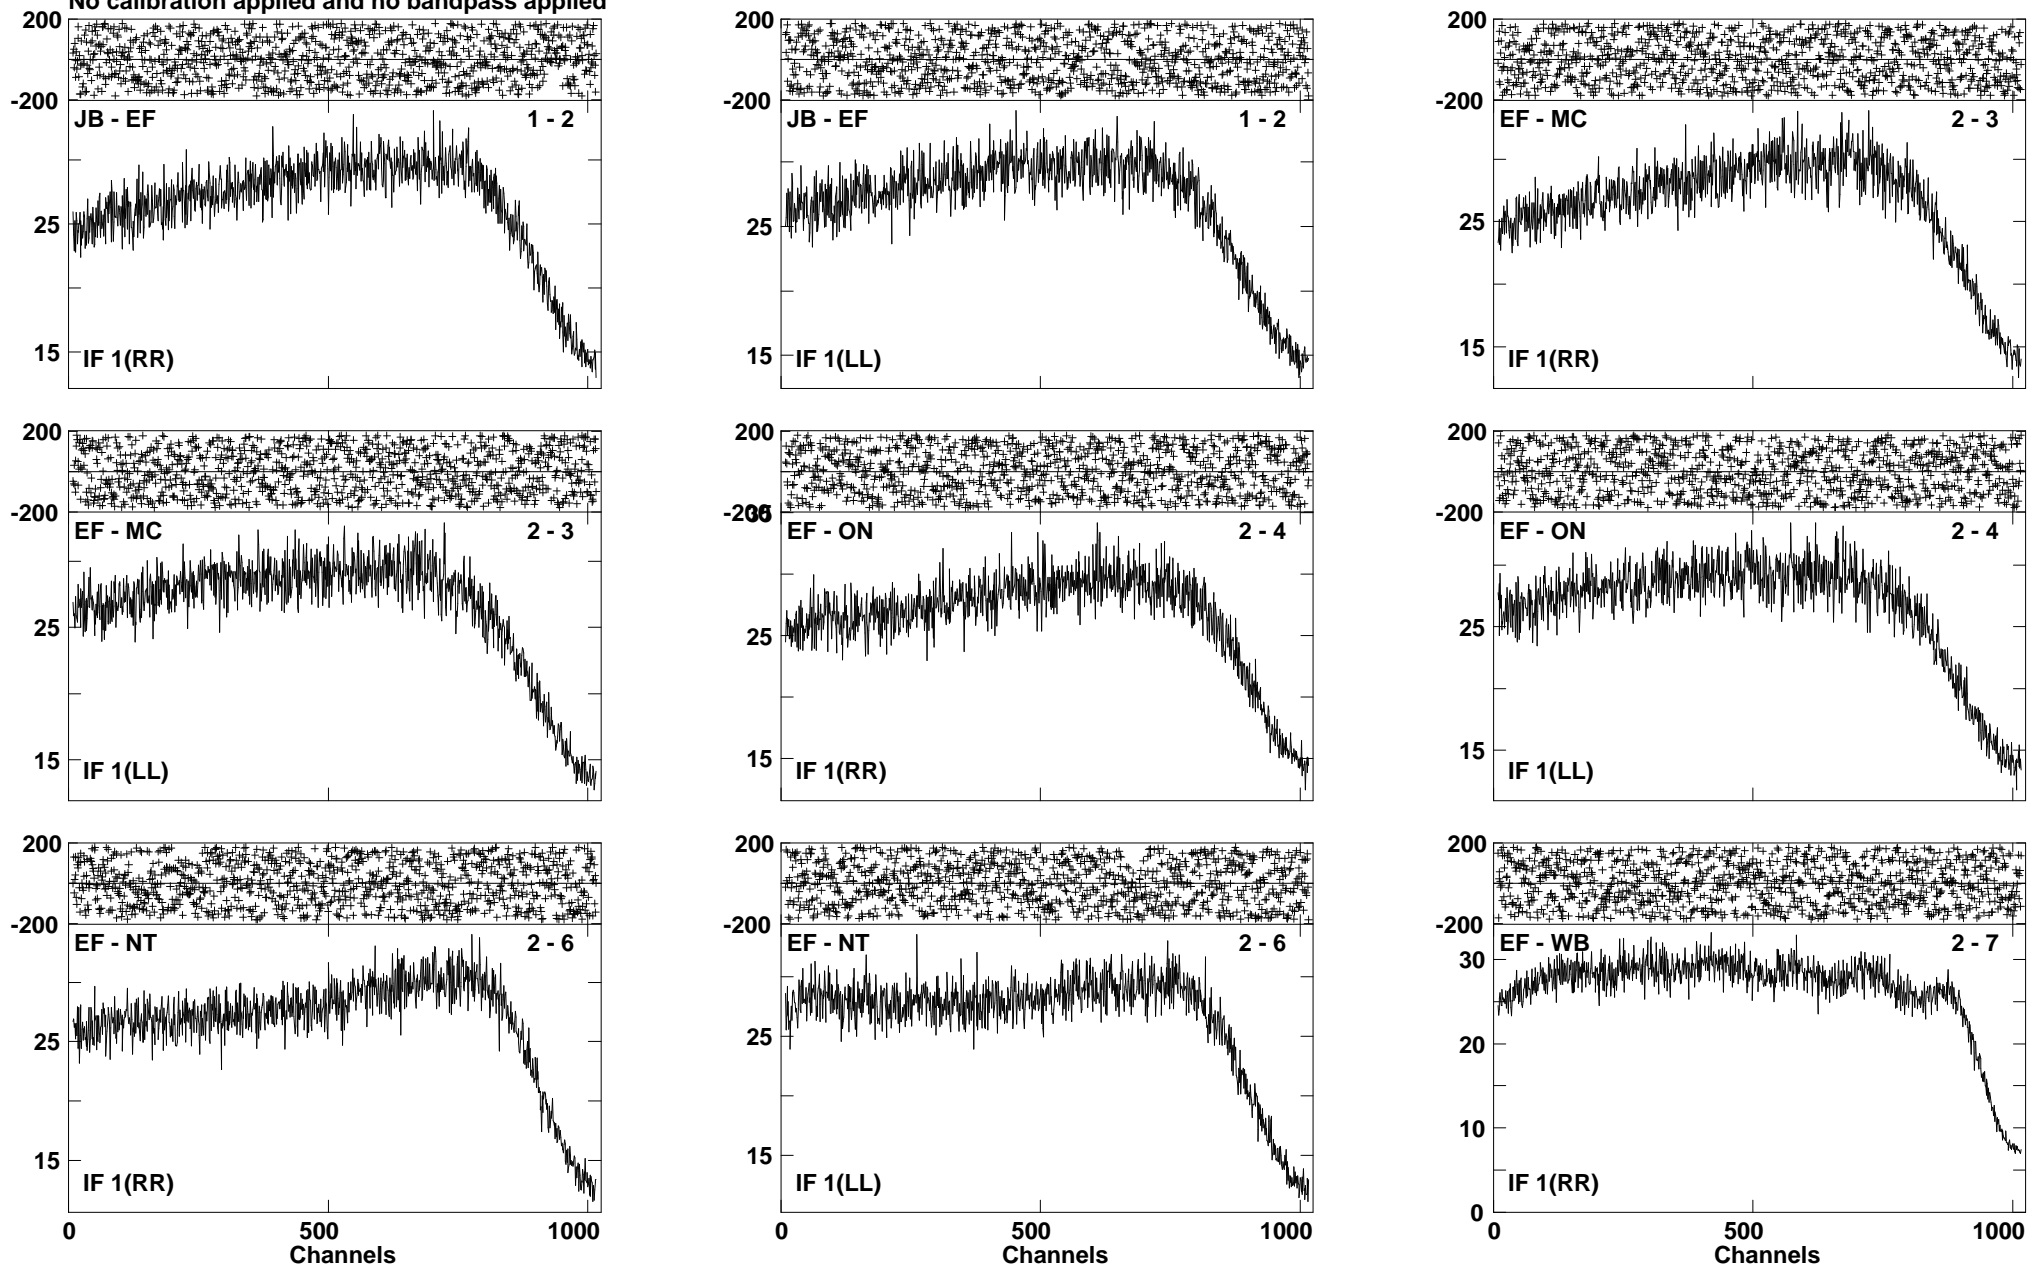 No calibration applied and no bandpass applied
200
-200
JB - EF 1 - 2
25
15
IF 1(RR)
200
-200
JB - EF 1 - 2
25
15
IF 1(LL)
200
-200
EF - MC 2 - 3
25
15
IF 1(RR)
200
-200
EF - MC 2 - 3
25
15
IF 1(LL)
200
-200
35
EF - ON 2 - 4
25
15
IF 1(RR)
200
-200
EF - ON 2 - 4
25
15
IF 1(LL)
200
-200
EF - NT 2 - 6
25
15
IF 1(RR)
0 500 1000
Channels
200
-200
EF - NT 2 - 6
25
15
IF 1(LL)
0 500 1000
Channels
200
-200
EF - WB 2 - 7
30
20
10
IF 1(RR)
0
0 500 1000
Channels